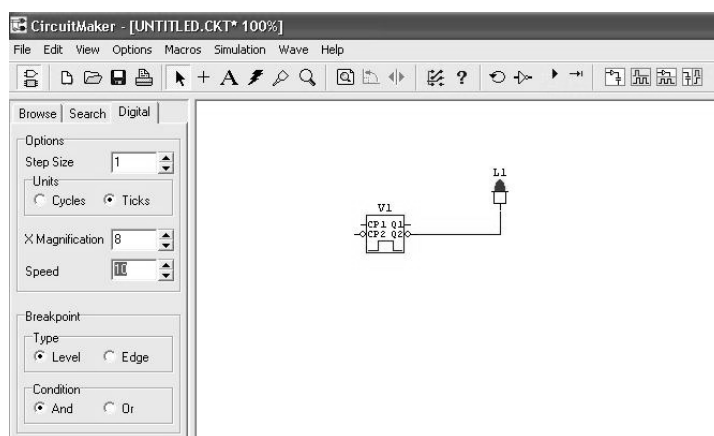 CircuitMaker - [UNTITLED.CKT* 100%]
File Edit View Options Macros Simulation Wave Help
A ?
Browse Search Digital
Options
Step Size 1
Units
Cycles Ticks
X Magnification 8
Speed 10
Breakpoint
Type
Level Edge
Condition
And Or
L1
V1
CP1 Q1
CP2 Q2